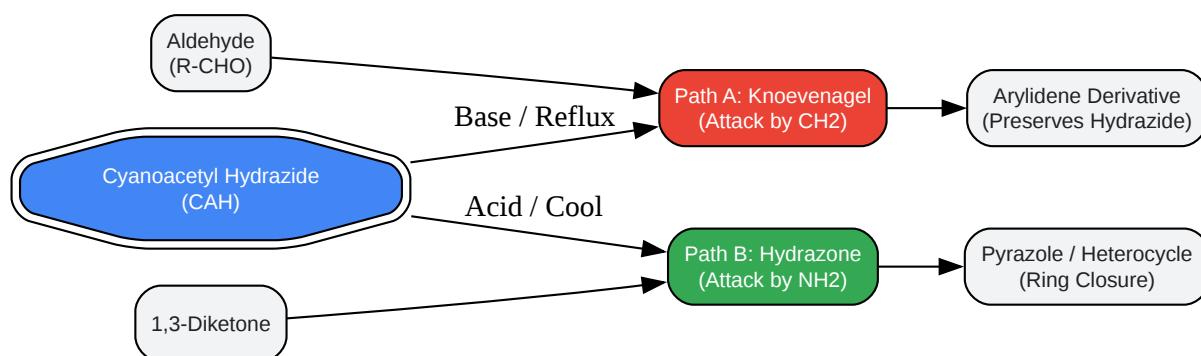 Aldehyde
(R-CHO)
Base / Reflux
Path A: Knoevenagel
(Attack by CH2)
Arylidene Derivative
(Preserves Hydrazide)
Cyanoacetyl Hydrazide
(CAH)
Acid / Cool
Path B: Hydrazone
(Attack by NH2)
Pyrazole / Heterocycle
(Ring Closure)
1,3-Diketone